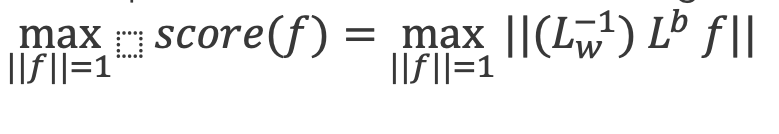 max ||f||=1 ⬚ score(f) = max ||f||=1 ||(L_w^{-1}) L^b f||